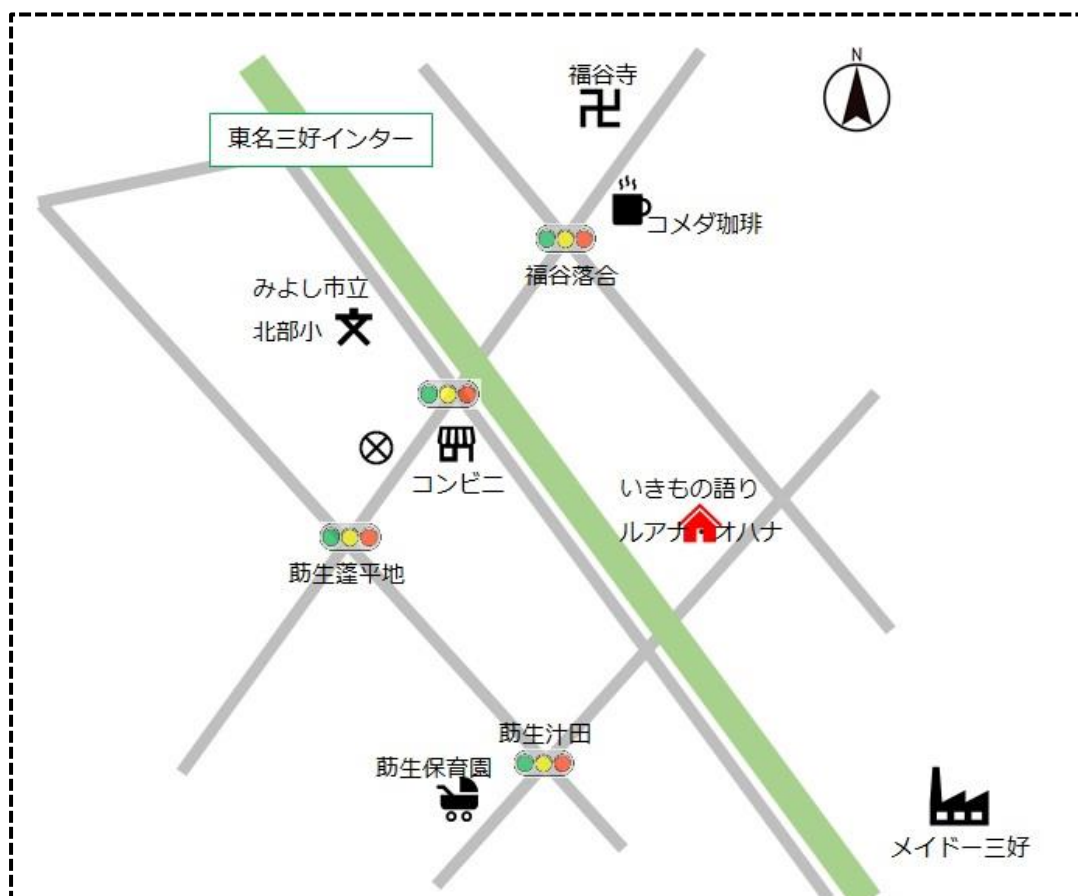 N
福谷寺
東名三好インター
コメダ珈琲
福谷落合
みよし市立
北部小
コンビニ
いきもの語り
ルアナ・オハナ
莇生蓬平地
莇生汁田
莇生保育園
メイドー三好